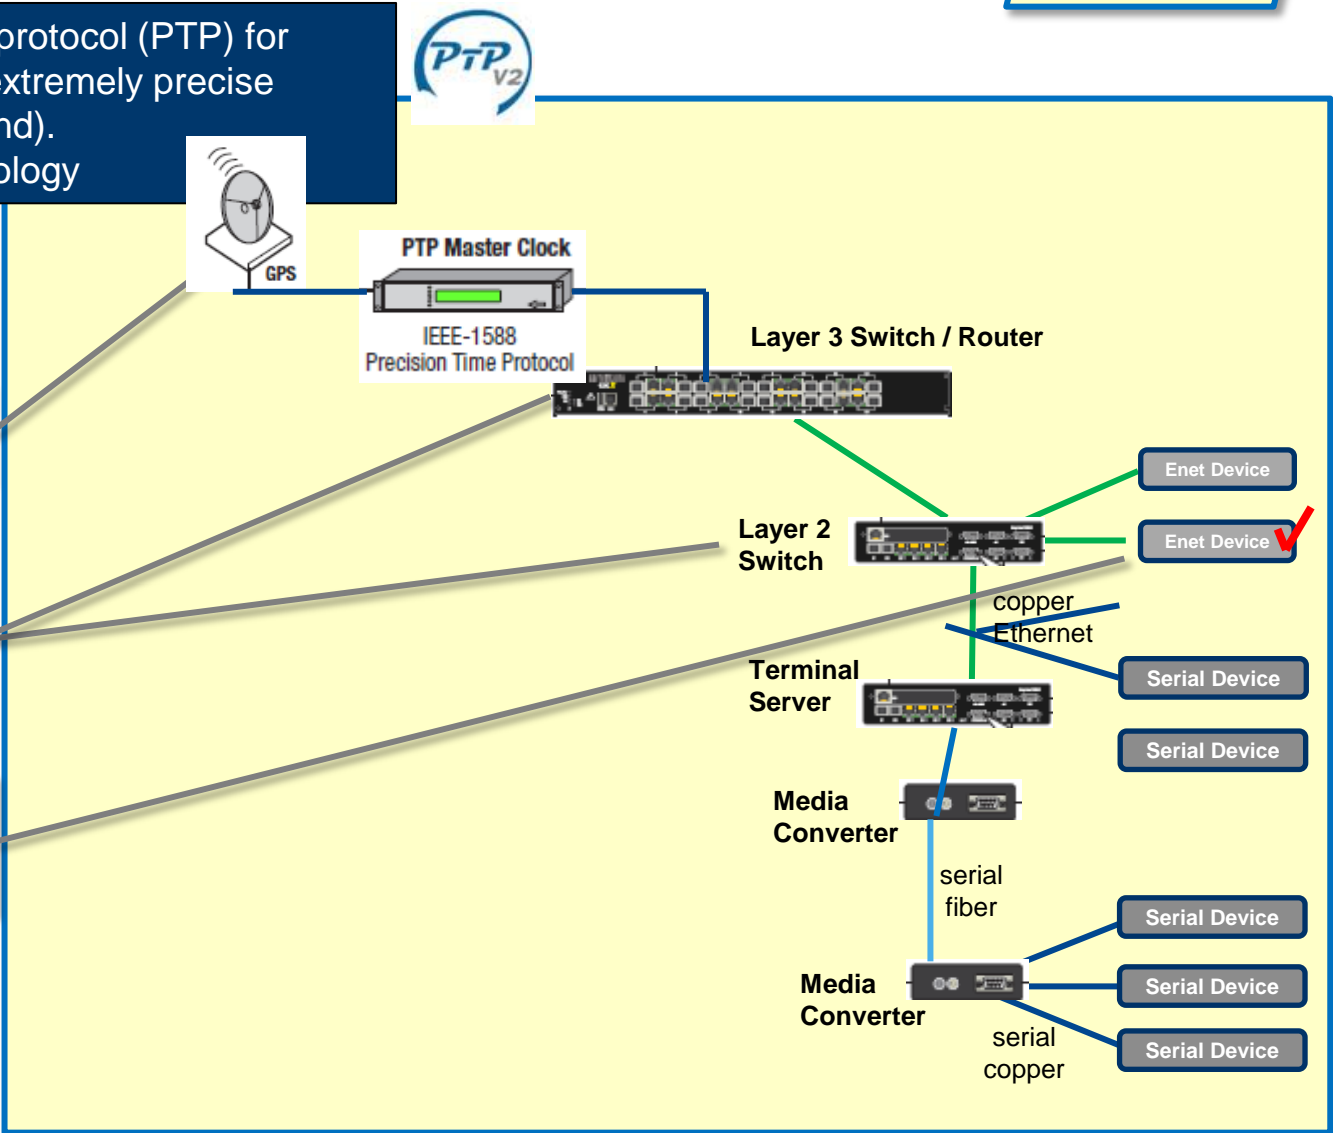 protocol (PTP) for
extremely precise
nd).
ology
PTP
V2
GPS
PTP Master Clock
IEEE-1588
Precision Time Protocol
Layer 3 Switch / Router
Enet Device
Layer 2
Switch
Enet Device
copper
Ethernet
Terminal
Server
Serial Device
Serial Device
Media
Converter
serial
fiber
Serial Device
Media
Converter
Serial Device
serial
copper
Serial Device